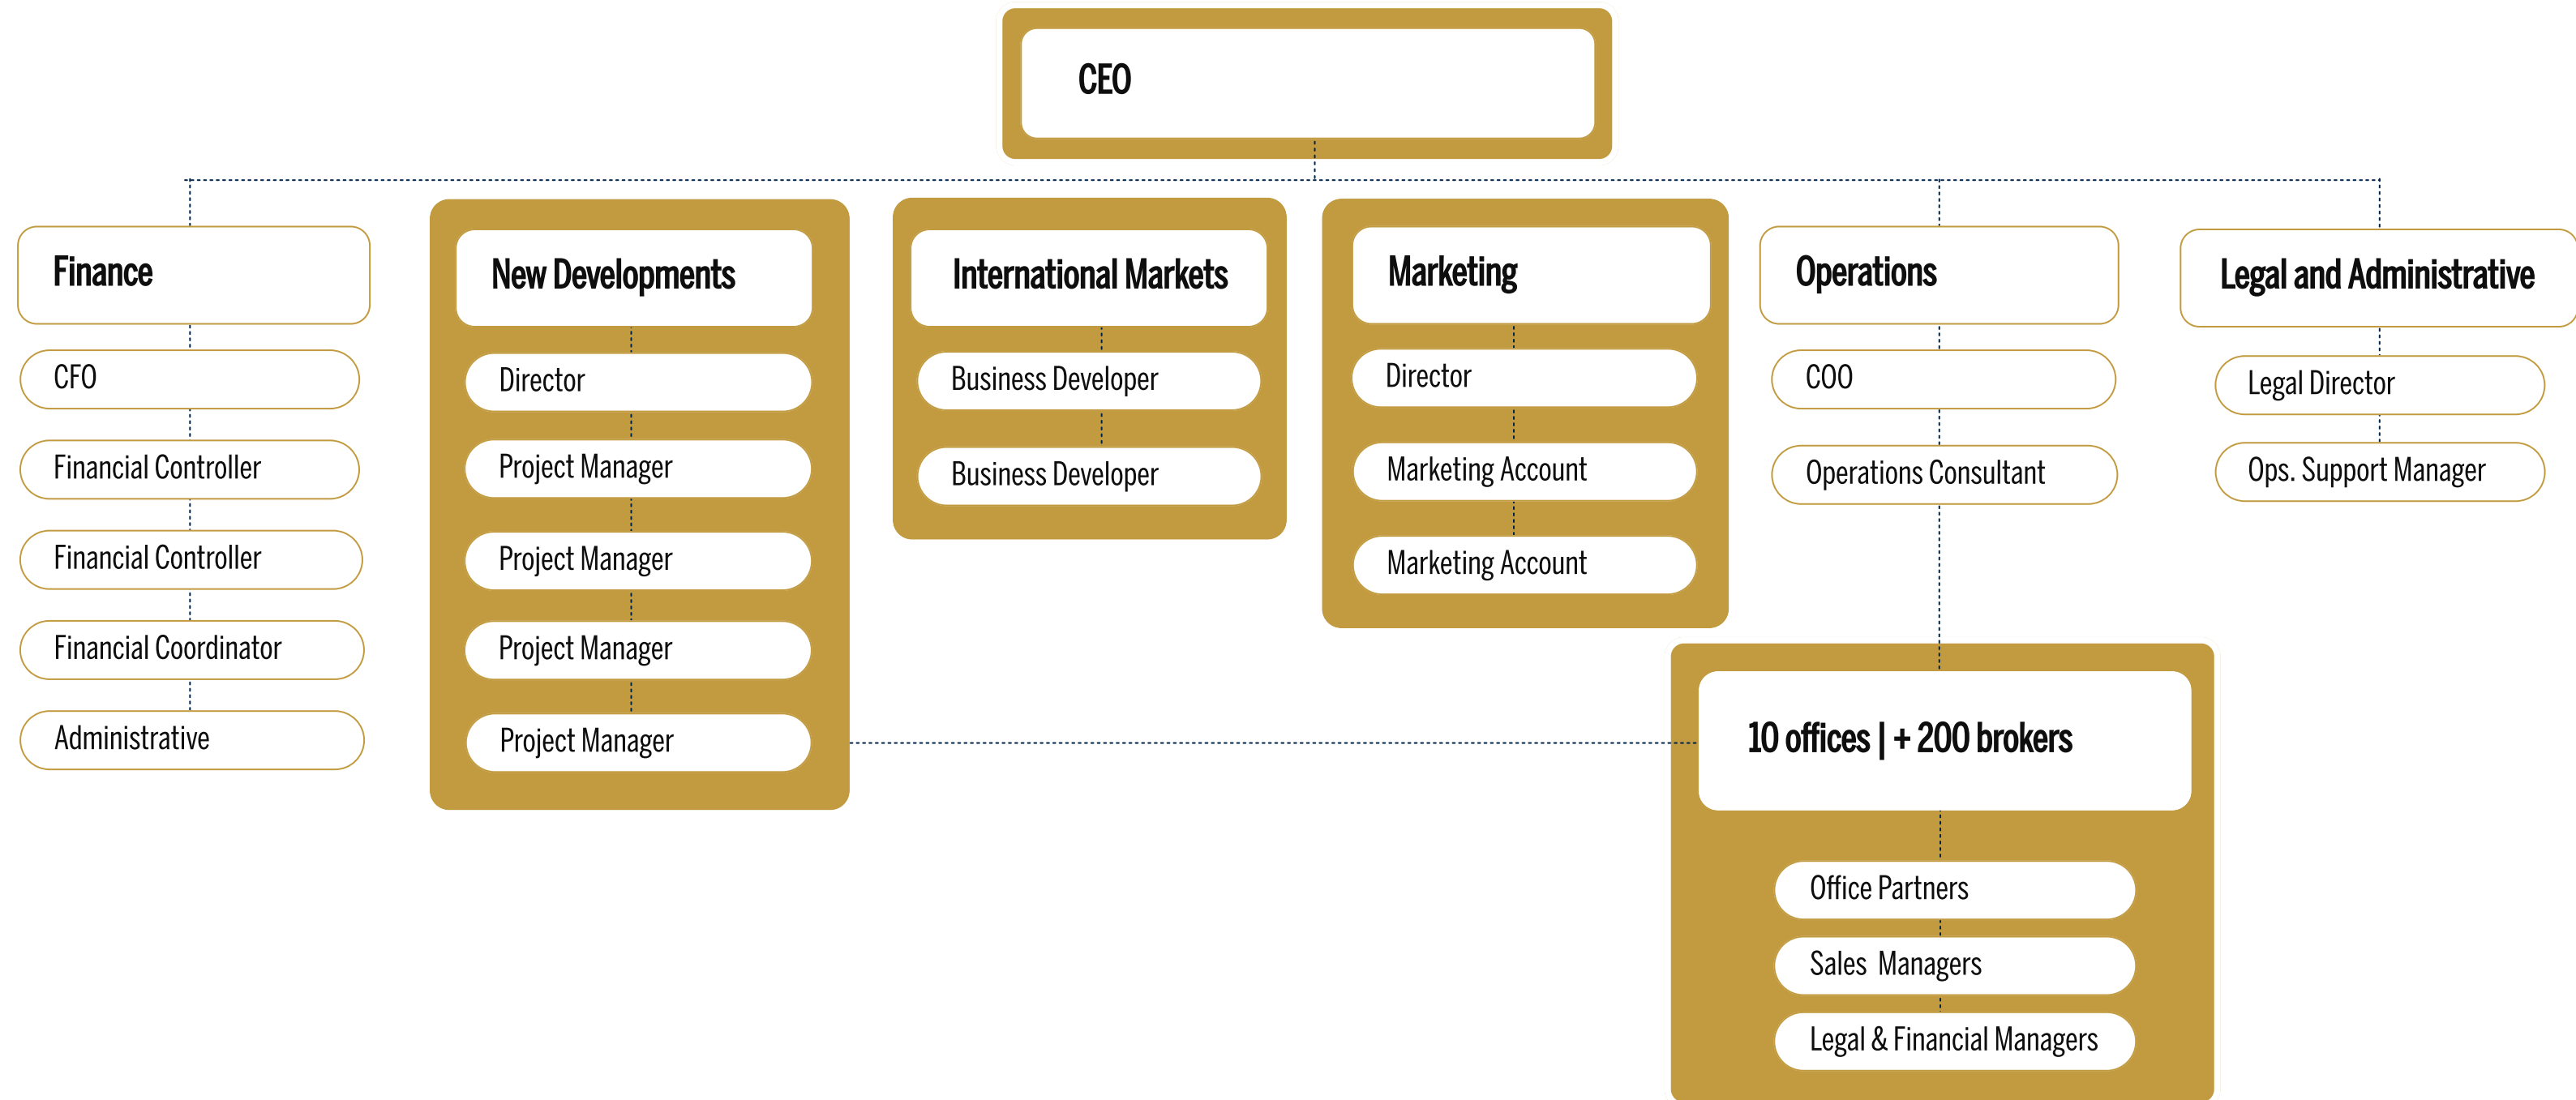 CEO
Finance
CFO
Financial Controller
Financial Controller
Financial Coordinator
Administrative
New Developments
Director
Project Manager
Project Manager
Project Manager
Project Manager
International Markets
Business Developer
Business Developer
Marketing
Director
Marketing Account
Marketing Account
Operations
COO
Operations Consultant
10 offices | + 200 brokers
Office Partners
Sales Managers
Legal & Financial Managers
Legal and Administrative
Legal Director
Ops. Support Manager